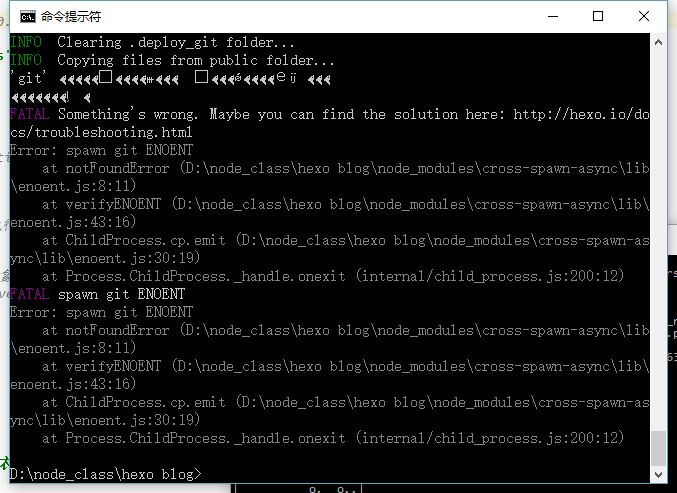 命令提示符
INFO  Clearing .deploy_git folder...
INFO  Copying files from public folder...
'git'
FATAL Something's wrong. Maybe you can find the solution here: http://hexo.io/do
cs/troubleshooting.html
Error: spawn git ENOENT
    at notFoundError (D:\node_class\hexo blog\node_modules\cross-spawn-async\lib
\enoent.js:8:11)
    at verifyENOENT (D:\node_class\hexo blog\node_modules\cross-spawn-async\lib\
enoent.js:43:16)
    at ChildProcess.cp.emit (D:\node_class\hexo blog\node_modules\cross-spawn-as
ync\lib\enoent.js:30:19)
    at Process.ChildProcess._handle.onexit (internal/child_process.js:200:12)
FATAL spawn git ENOENT
Error: spawn git ENOENT
    at notFoundError (D:\node_class\hexo blog\node_modules\cross-spawn-async\lib
\enoent.js:8:11)
    at verifyENOENT (D:\node_class\hexo blog\node_modules\cross-spawn-async\lib\
enoent.js:43:16)
    at ChildProcess.cp.emit (D:\node_class\hexo blog\node_modules\cross-spawn-as
ync\lib\enoent.js:30:19)
    at Process.ChildProcess._handle.onexit (internal/child_process.js:200:12)
D:\node_class\hexo blog>